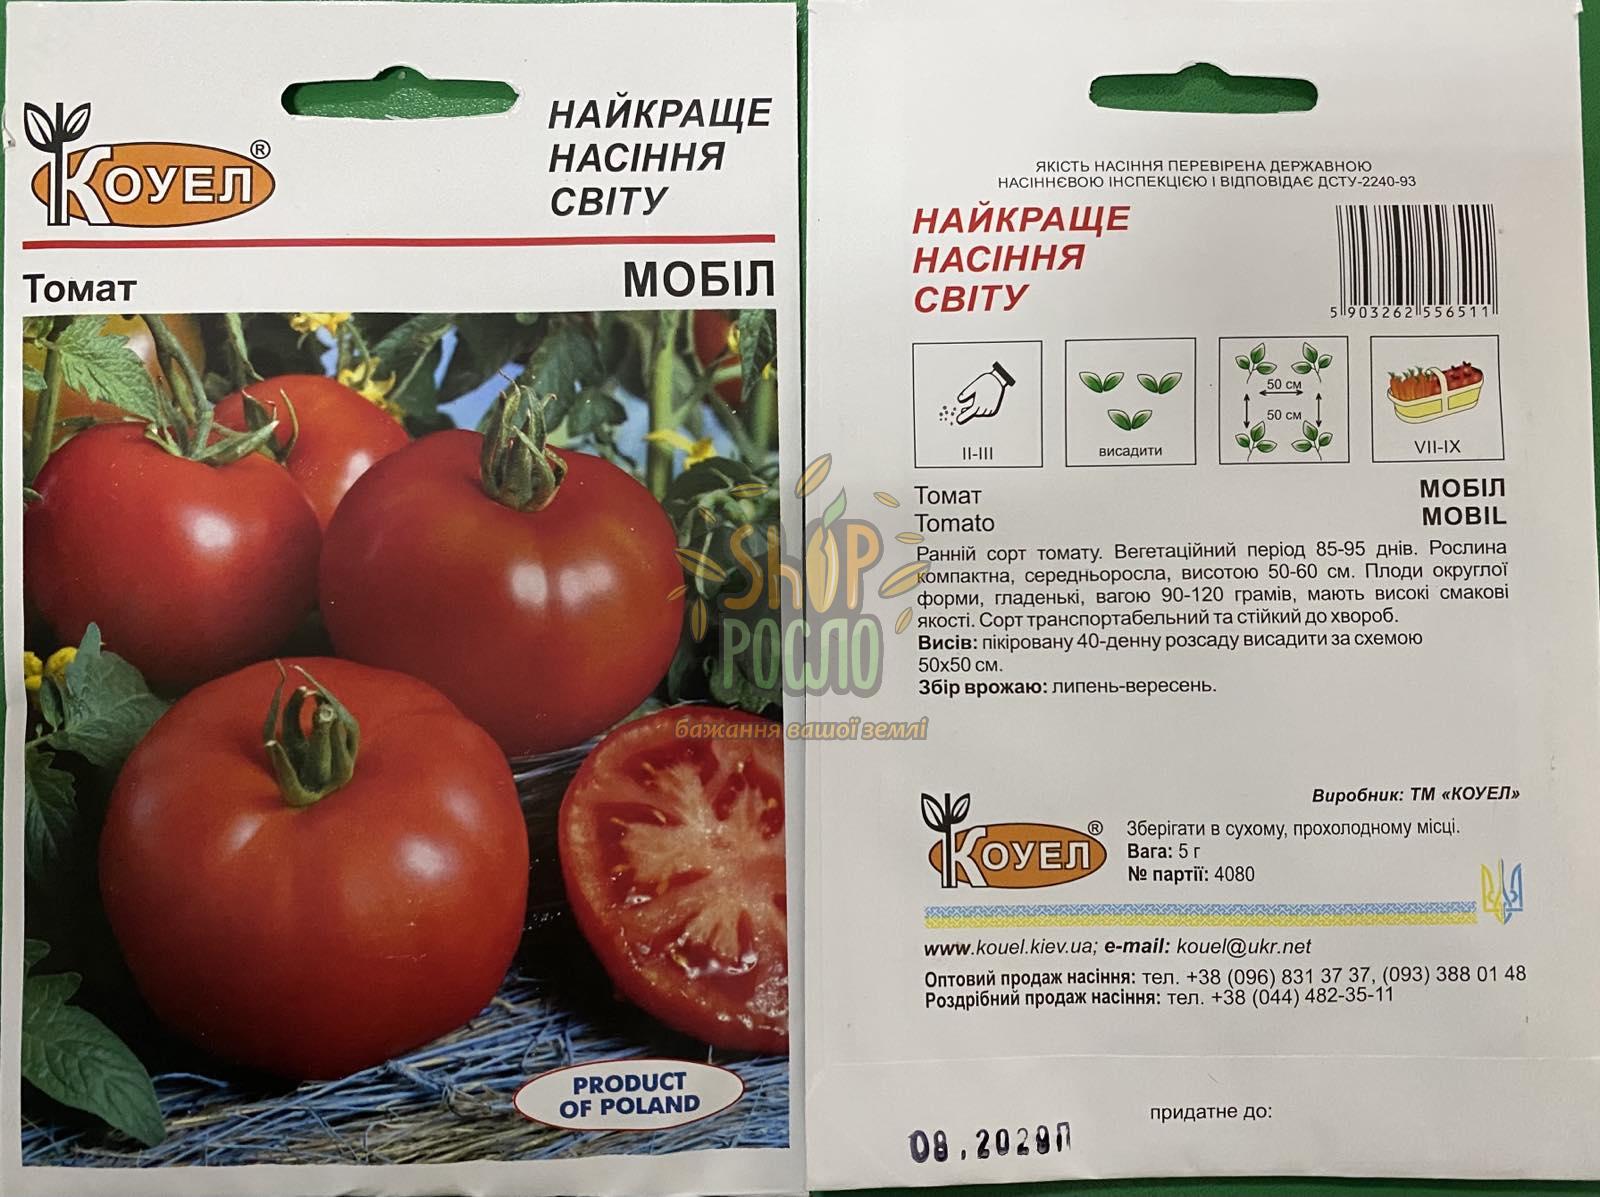 КОУЕЛ®
НАЙКРАЩЕ
НАСІННЯ
СВІТУ
Томат
МОБІЛ
PRODUCT
OF POLAND
ЯКІСТЬ НАСІННЯ ПЕРЕВІРЕНА ДЕРЖАВНОЮ
НАСІННЄВОЮ ІНСПЕКЦІЄЮ І ВІДПОВІДАЄ ДСТУ-2240-93
НАЙКРАЩЕ
НАСІННЯ
СВІТУ
5 903262 556511
II-III
висадити
50 см
50 см
VII-IX
Томат МОБІЛ
Tomato MOBIL
Ранній сорт томату. Вегетаційний період 85-95 днів. Рослина
компактна, середньоросла, висотою 50-60 см. Плоди округлої
форми, гладенькі, вагою 90-120 грамів, мають високі смакові
якості. Сорт транспортабельний та стійкий до хвороб.
Висів: пікіровану 40-денну розсаду висадити за схемою
50х50 см.
Збір врожаю: липень-вересень.
SHOP
РОСЛО
бажання вашої землі
Виробник: ТМ «КОУЕЛ»
КОУЕЛ®
Зберігати в сухому, прохолодному місці.
Вага: 5 г
№ партії: 4080
www.kouel.kiev.ua; e-mail: kouel@ukr.net
Оптовий продаж насіння: тел. +38 (096) 831 37 37, (093) 388 01 48
Роздрібний продаж насіння: тел. +38 (044) 482-35-11
придатне до: